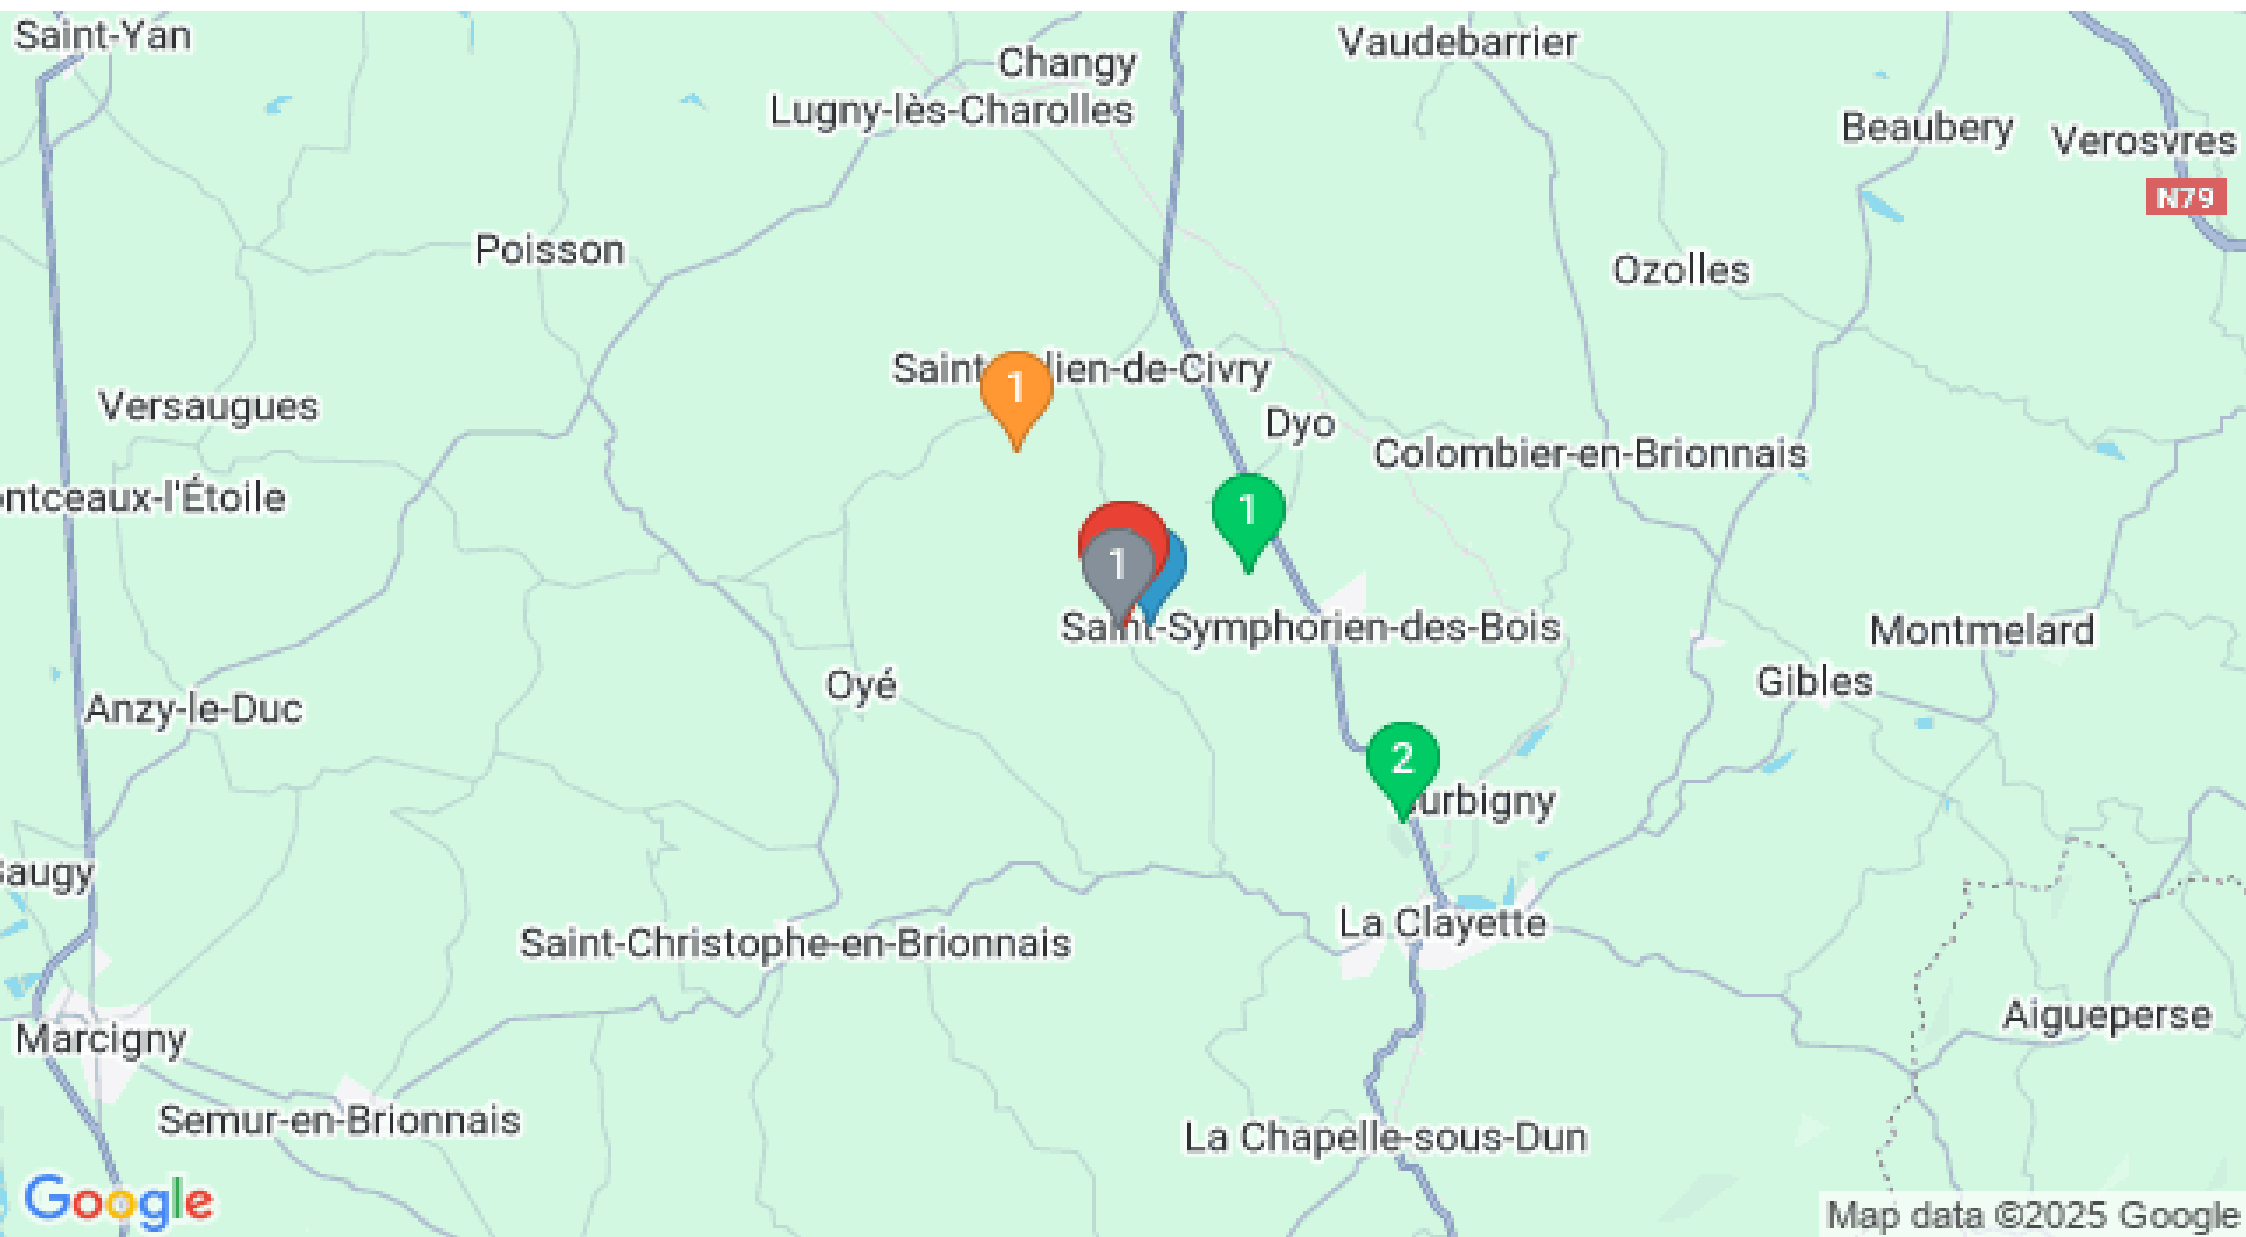 Saint-Yan
Changy
Vaudebarrier
Lugny-lès-Charolles
Beaubery
Verosvres
N79
Poisson
Ozolles
1
Saint lien-de-Civry
Versaugues
Dyo
Colombier-en-Brionnais
ontceaux-l'Étoile
1
1
Saint-Symphorien-des-Bois
Montmelard
Oyé
Gibles
Anzy-le-Duc
2
urbigny
augy
La Clayette
Saint-Christophe-en-Brionnais
Aigueperse
Marcigny
Semur-en-Brionnais
La Chapelle-sous-Dun
Google
Map data ©2025 Google